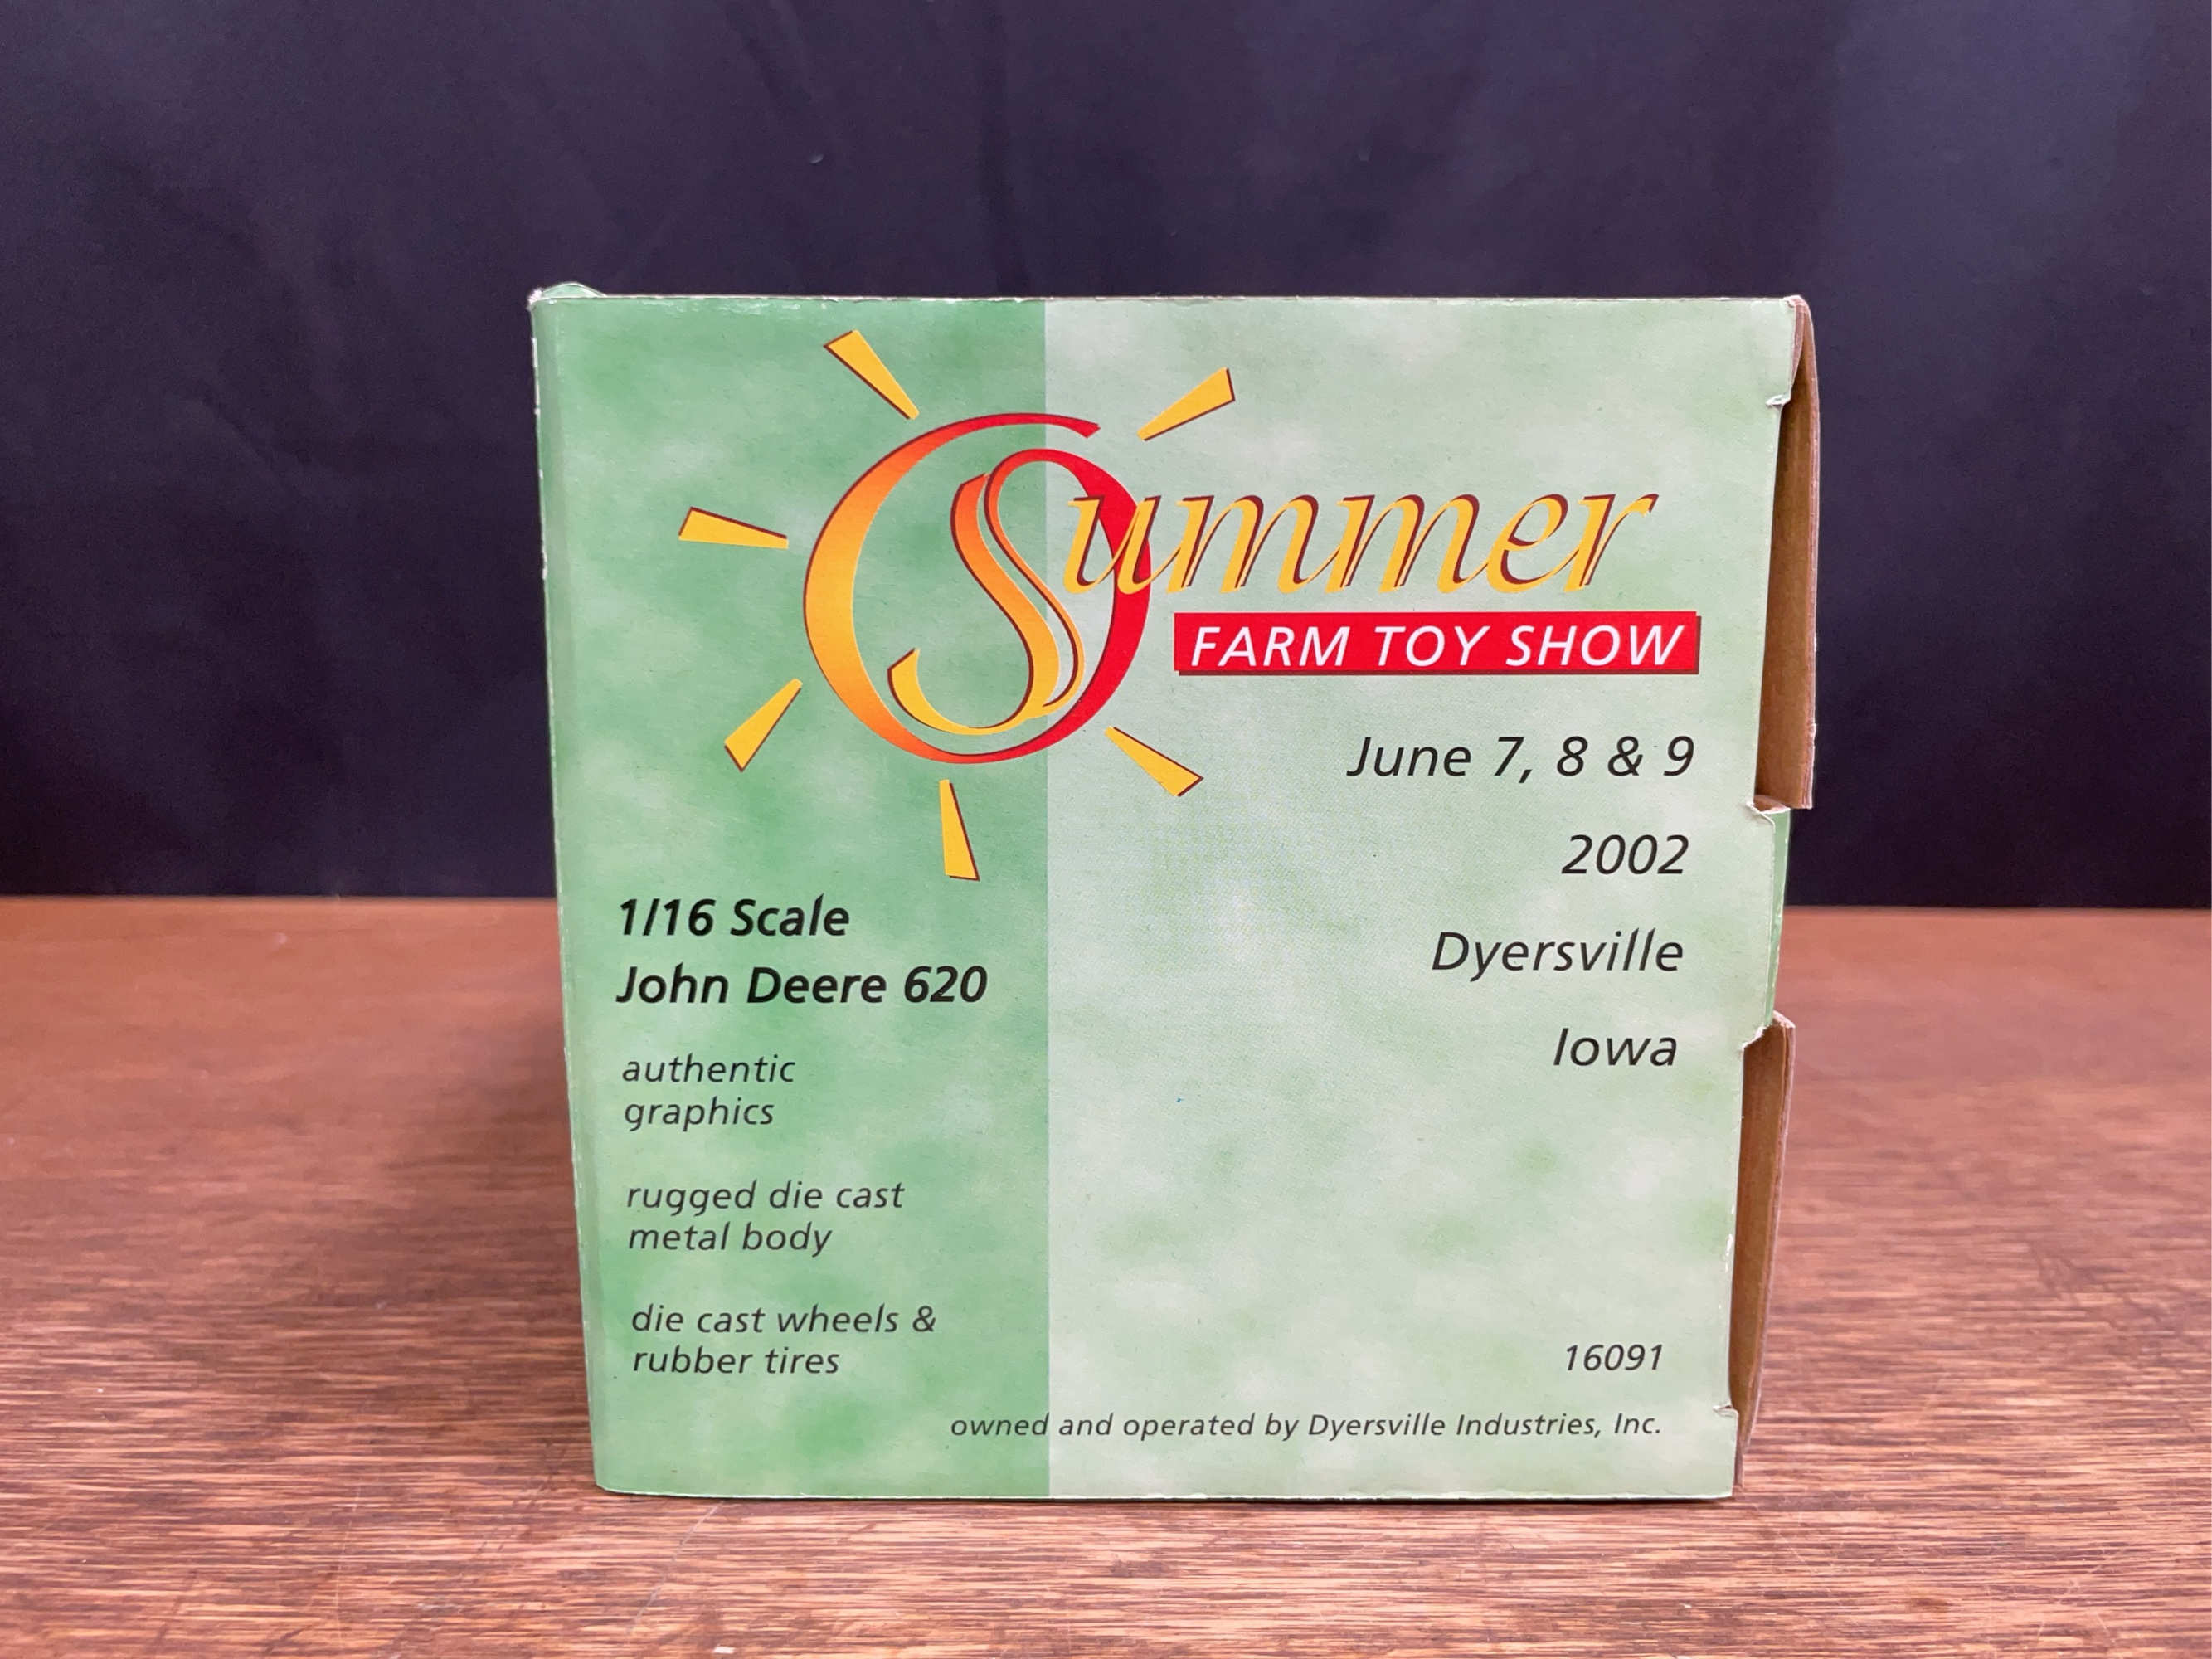 Summer
FARM TOY SHOW
June 7, 8 & 9
2002
Dyersville
Iowa
1/16 Scale
John Deere 620
authentic
graphics
rugged die cast
metal body
die cast wheels &
rubber tires
16091
owned and operated by Dyersville Industries, Inc.